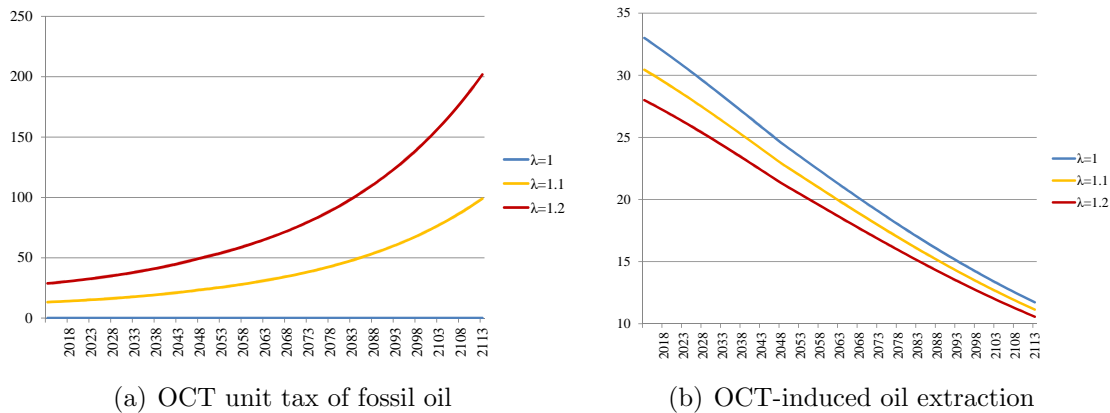 250
200
150
100
50
0
2018 2023 2028 2033 2038 2043 2048 2053 2058 2063 2068 2073 2078 2083 2088 2093 2098 2103 2108 2113
λ=1
λ=1.1
λ=1.2
(a) OCT unit tax of fossil oil
35
30
25
20
15
10
2018 2023 2028 2033 2038 2043 2048 2053 2058 2063 2068 2073 2078 2083 2088 2093 2098 2103 2108 2113
λ=1
λ=1.1
λ=1.2
(b) OCT-induced oil extraction